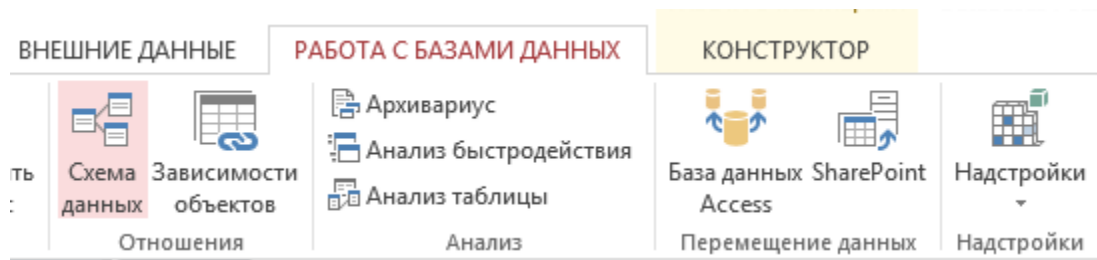 ВНЕШНИЕ ДАННЫЕ РАБОТА С БАЗАМИ ДАННЫХ КОНСТРУКТОР
Схема данных
Зависимости объектов
Архивариус
Анализ быстродействия
Анализ таблицы
База данных Access
SharePoint
Надстройки
Отношения Анализ Перемещение данных Надстройки